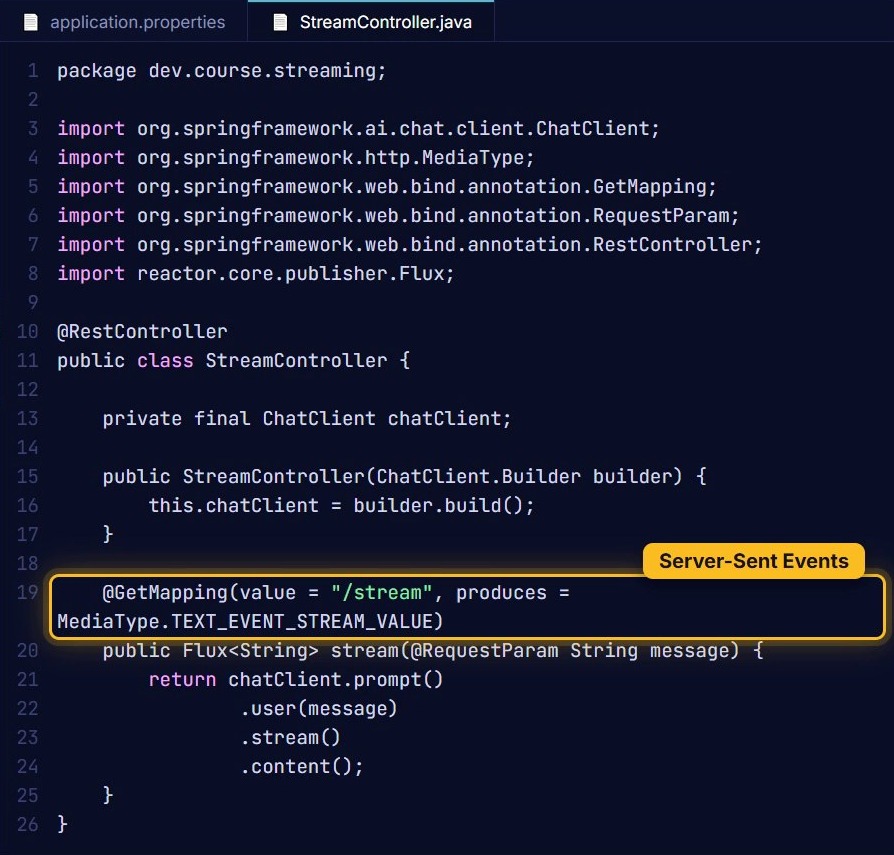 application.properties
StreamController.java
1 package dev.course.streaming;
2
3 import org.springframework.ai.chat.client.ChatClient;
4 import org.springframework.http.MediaType;
5 import org.springframework.web.bind.annotation.GetMapping;
6 import org.springframework.web.bind.annotation.RequestParam;
7 import org.springframework.web.bind.annotation.RestController;
8 import reactor.core.publisher.Flux;
9
10 @RestController
11 public class StreamController {
12
13     private final ChatClient chatClient;
14
15     public StreamController(ChatClient.Builder builder) {
16         this.chatClient = builder.build();
17     }
18
Server-Sent Events
19     @GetMapping(value = "/stream", produces =
MediaType.TEXT_EVENT_STREAM_VALUE)
20     public Flux<String> stream(@RequestParam String message) {
21         return chatClient.prompt()
22                 .user(message)
23                 .stream()
24                 .content();
25     }
26 }